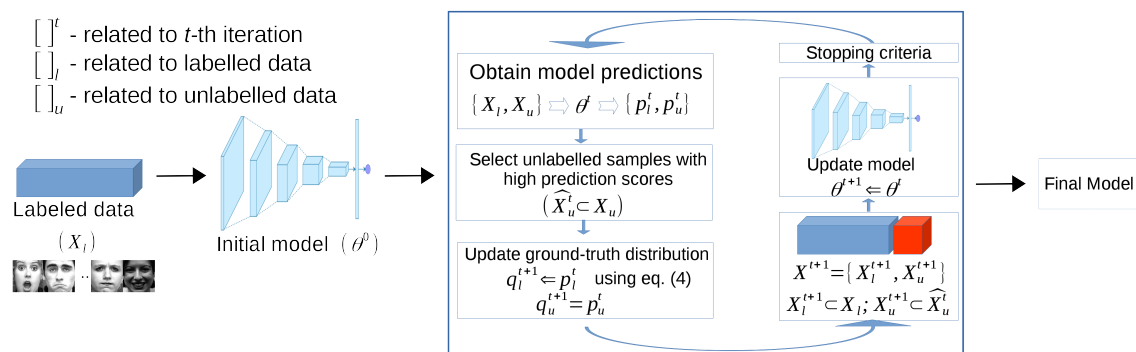 [ ]^t - related to t-th iteration
[ ]_l - related to labelled data
[ ]_u - related to unlabelled data
Labeled data
(X_l)
Initial model (θ^0)
Obtain model predictions
{X_l, X_u} ⇨ θ^t ⇨ {p_l^t, p_u^t}
Select unlabelled samples with
high prediction scores
(X̂_u^t ⊂ X_u)
Update ground-truth distribution
q_l^{t+1} ⇐ p_l^t using eq. (4)
q_u^{t+1} = p_u^t
Stopping criteria
Update model
θ^{t+1} ⇐ θ^t
X^{t+1} = {X_l^{t+1}, X_u^{t+1}}
X_l^{t+1} ⊂ X_l; X_u^{t+1} ⊂ X̂_u^t
Final Model